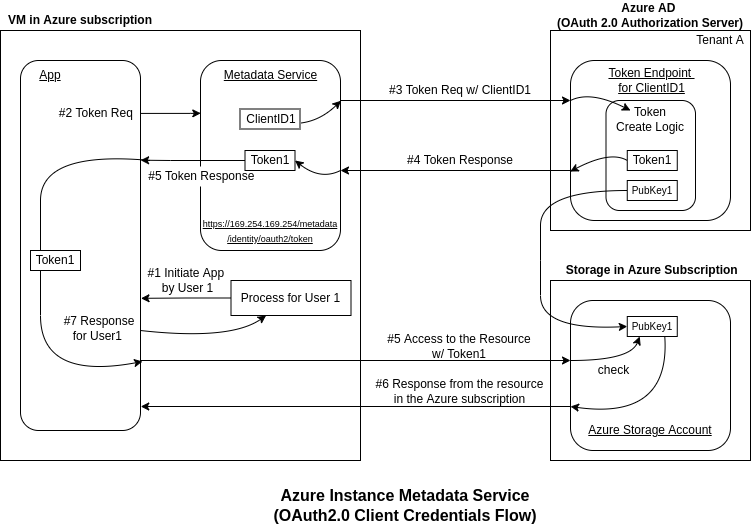 VM in Azure subscription
Azure AD
(OAuth 2.0 Authorization Server)
Tenant A
App
Metadata Service
Token Endpoint
for ClientID1
#2 Token Req
#3 Token Req w/ ClientID1
ClientID1
Token
Create Logic
Token1
#4 Token Response
Token1
#5 Token Response
PubKey1
https://169.254.169.254/metadata
/identity/oauth2/token
Token1
#1 Initiate App
by User 1
Process for User 1
Storage in Azure Subscription
#7 Response
for User1
PubKey1
#5 Access to the Resource
w/ Token1
check
#6 Response from the resource
in the Azure subscription
Azure Storage Account
Azure Instance Metadata Service
(OAuth2.0 Client Credentials Flow)